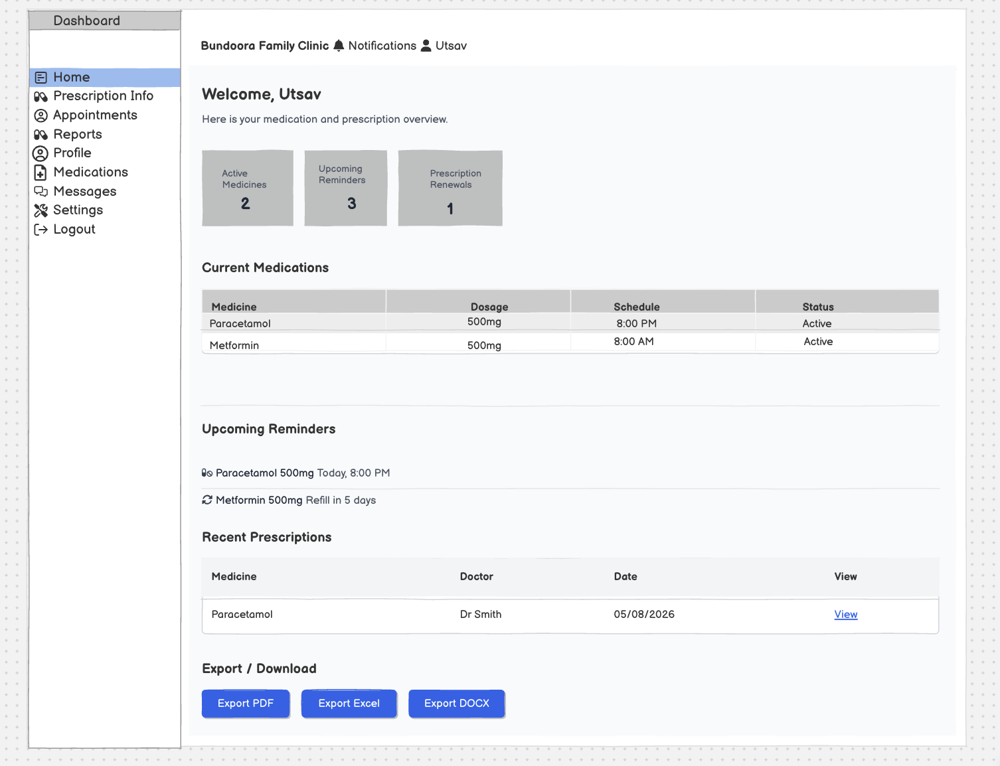 Dashboard
Home
Prescription Info
Appointments
Reports
Profile
Medications
Messages
Settings
Logout
Bundoora Family Clinic Notifications Utsav
Welcome, Utsav
Here is your medication and prescription overview.
Active
Medicines
2
Upcoming
Reminders
3
Prescription
Renewals
1
Current Medications
Medicine Dosage Schedule Status
Paracetamol 500mg 8:00 PM Active
Metformin 500mg 8:00 AM Active
Upcoming Reminders
Paracetamol 500mg Today, 8:00 PM
Metformin 500mg Refill in 5 days
Recent Prescriptions
Medicine Doctor Date View
Paracetamol Dr Smith 05/08/2026 View
Export / Download
Export PDF Export Excel Export DOCX